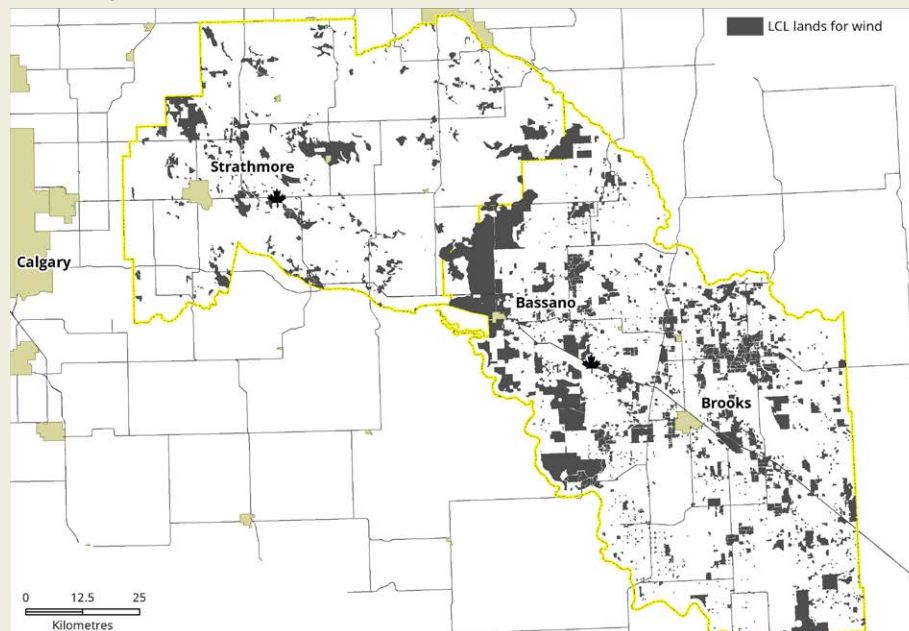 LCL lands for wind
Strathmore
Calgary
Bassano
Brooks
0 12.5 25
Kilometres